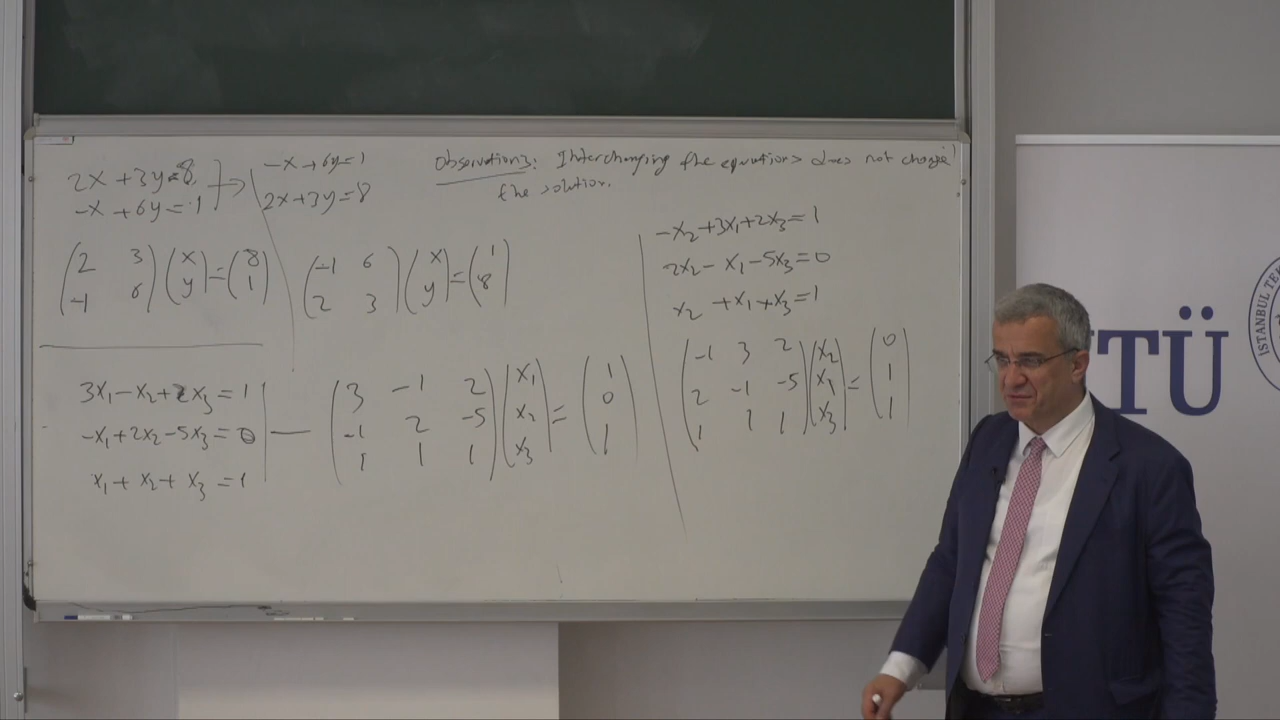 2x + 3y = 8
-x + 6y = 1
-x + 6y = 1
2x + 3y = 8
Observation 3: Interchanging the equations does not change
the solution.
(2 3) (x) = (8)
(-1 6) (y) (1)
(-1 6) (x) = (1)
(2 3) (y) (8)
3x₁ - x₂ + 2x₃ = 1
-x₁ + 2x₂ - 5x₃ = 0
x₁ + x₂ + x₃ = 1
(3 -1 2) (x₁) (1)
(-1 2 -5) (x₂) = (0)
(1 1 1) (x₃) (1)
-x₂ + 3x₁ + 2x₃ = 1
2x₂ - x₁ - 5x₃ = 0
x₂ + x₁ + x₃ = 1
(-1 3 2) (x₂) (0)
(2 -1 -5) (x₁) = (1)
(1 1 1) (x₃) (1)
TÜ
İSTANBUL TEK